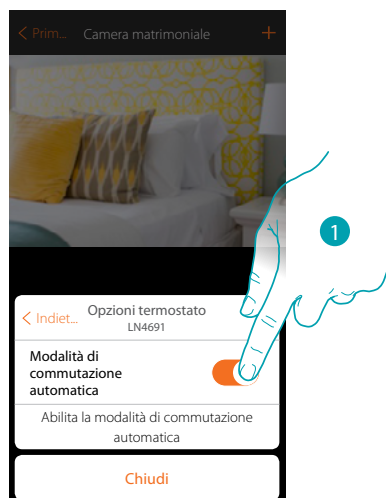 < Prim... Camera matrimoniale +
1
< Indiet... Opzioni termostato
LN4691
Modalità di
commutazione
automatica
Abilita la modalità di commutazione
automatica
Chiudi